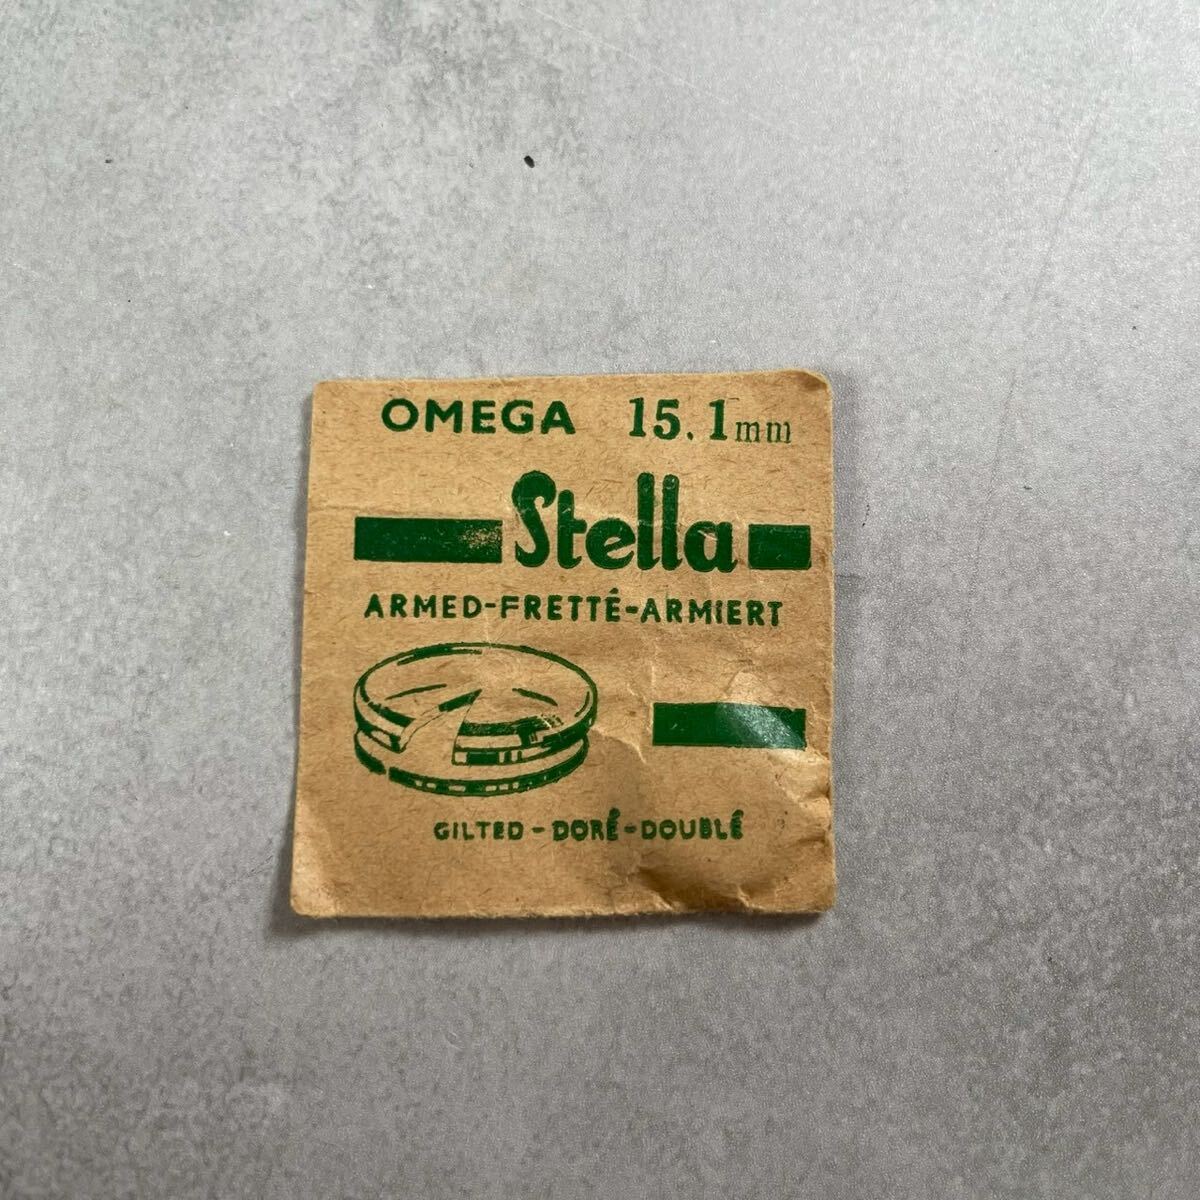 OMEGA 15.1mm
Stella
ARMED-FRETTÉ-ARMIERT
GILTED-DORÉ-DOUBLÉ